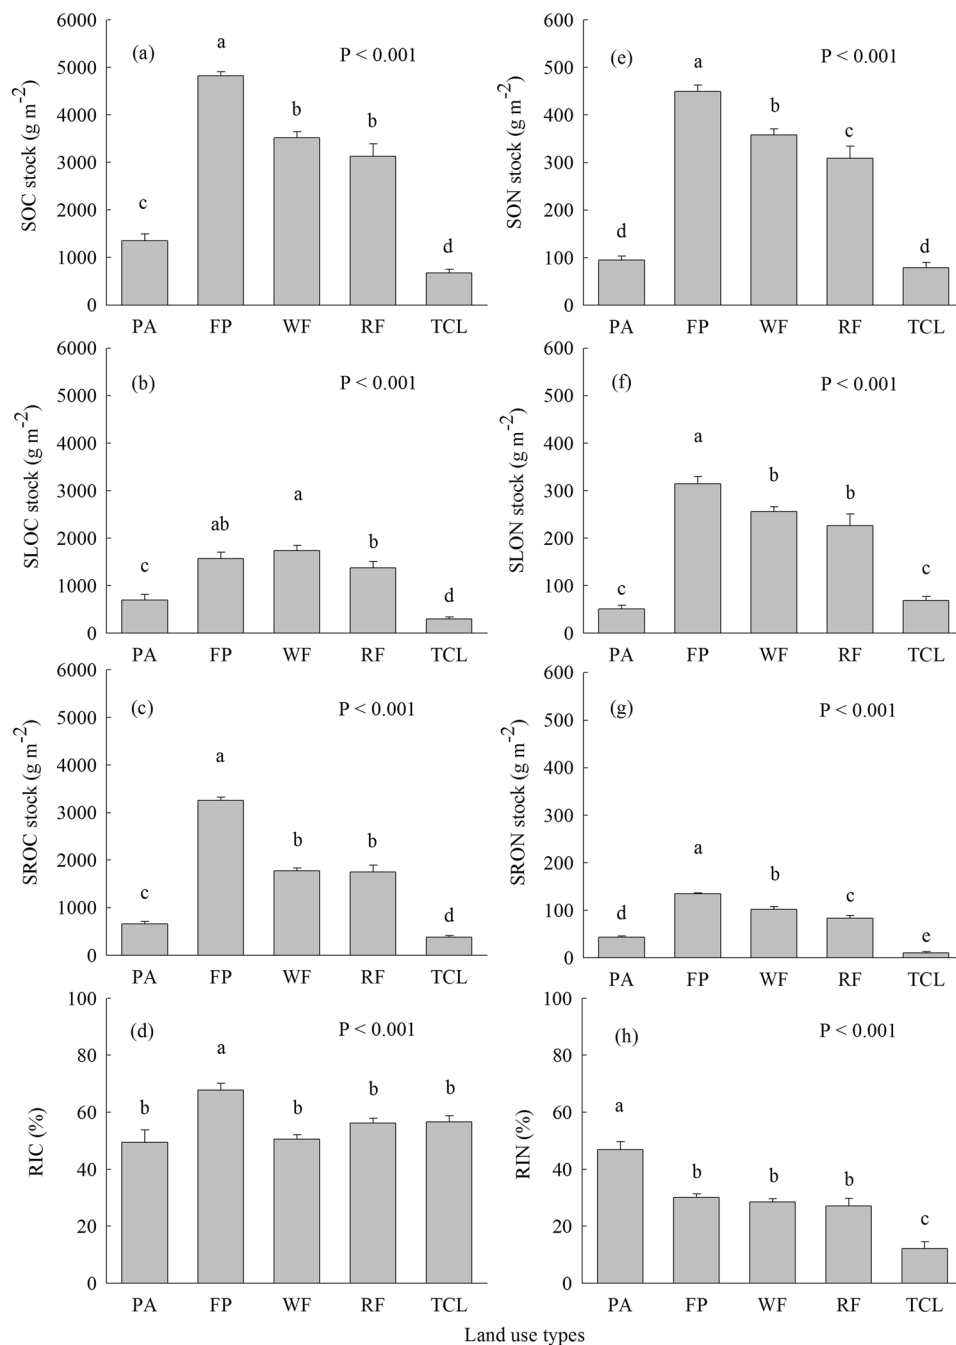 (a)
P < 0.001
SOC stock (g m-2)
6000
5000
4000
3000
2000
1000
0
c
a
b
b
d
PA FP WF RF TCL
(e)
P < 0.001
SON stock (g m-2)
600
500
400
300
200
100
0
d
a
b
c
d
PA FP WF RF TCL
(b)
P < 0.001
SLOC stock (g m-2)
6000
5000
4000
3000
2000
1000
0
c
ab
a
b
d
PA FP WF RF TCL
(f)
P < 0.001
SLON stock (g m-2)
600
500
400
300
200
100
0
c
a
b
b
c
PA FP WF RF TCL
(c)
P < 0.001
SROC stock (g m-2)
6000
5000
4000
3000
2000
1000
0
c
a
b
b
d
PA FP WF RF TCL
(g)
P < 0.001
SRON stock (g m-2)
500
400
300
200
100
0
600
d
a
b
c
e
PA FP WF RF TCL
(d)
P < 0.001
RIC (%)
100
80
60
40
20
0
b
a
b
b
b
PA FP WF RF TCL
(h)
P < 0.001
RIN (%)
100
80
60
40
20
0
a
b
b
b
c
PA FP WF RF TCL
Land use types